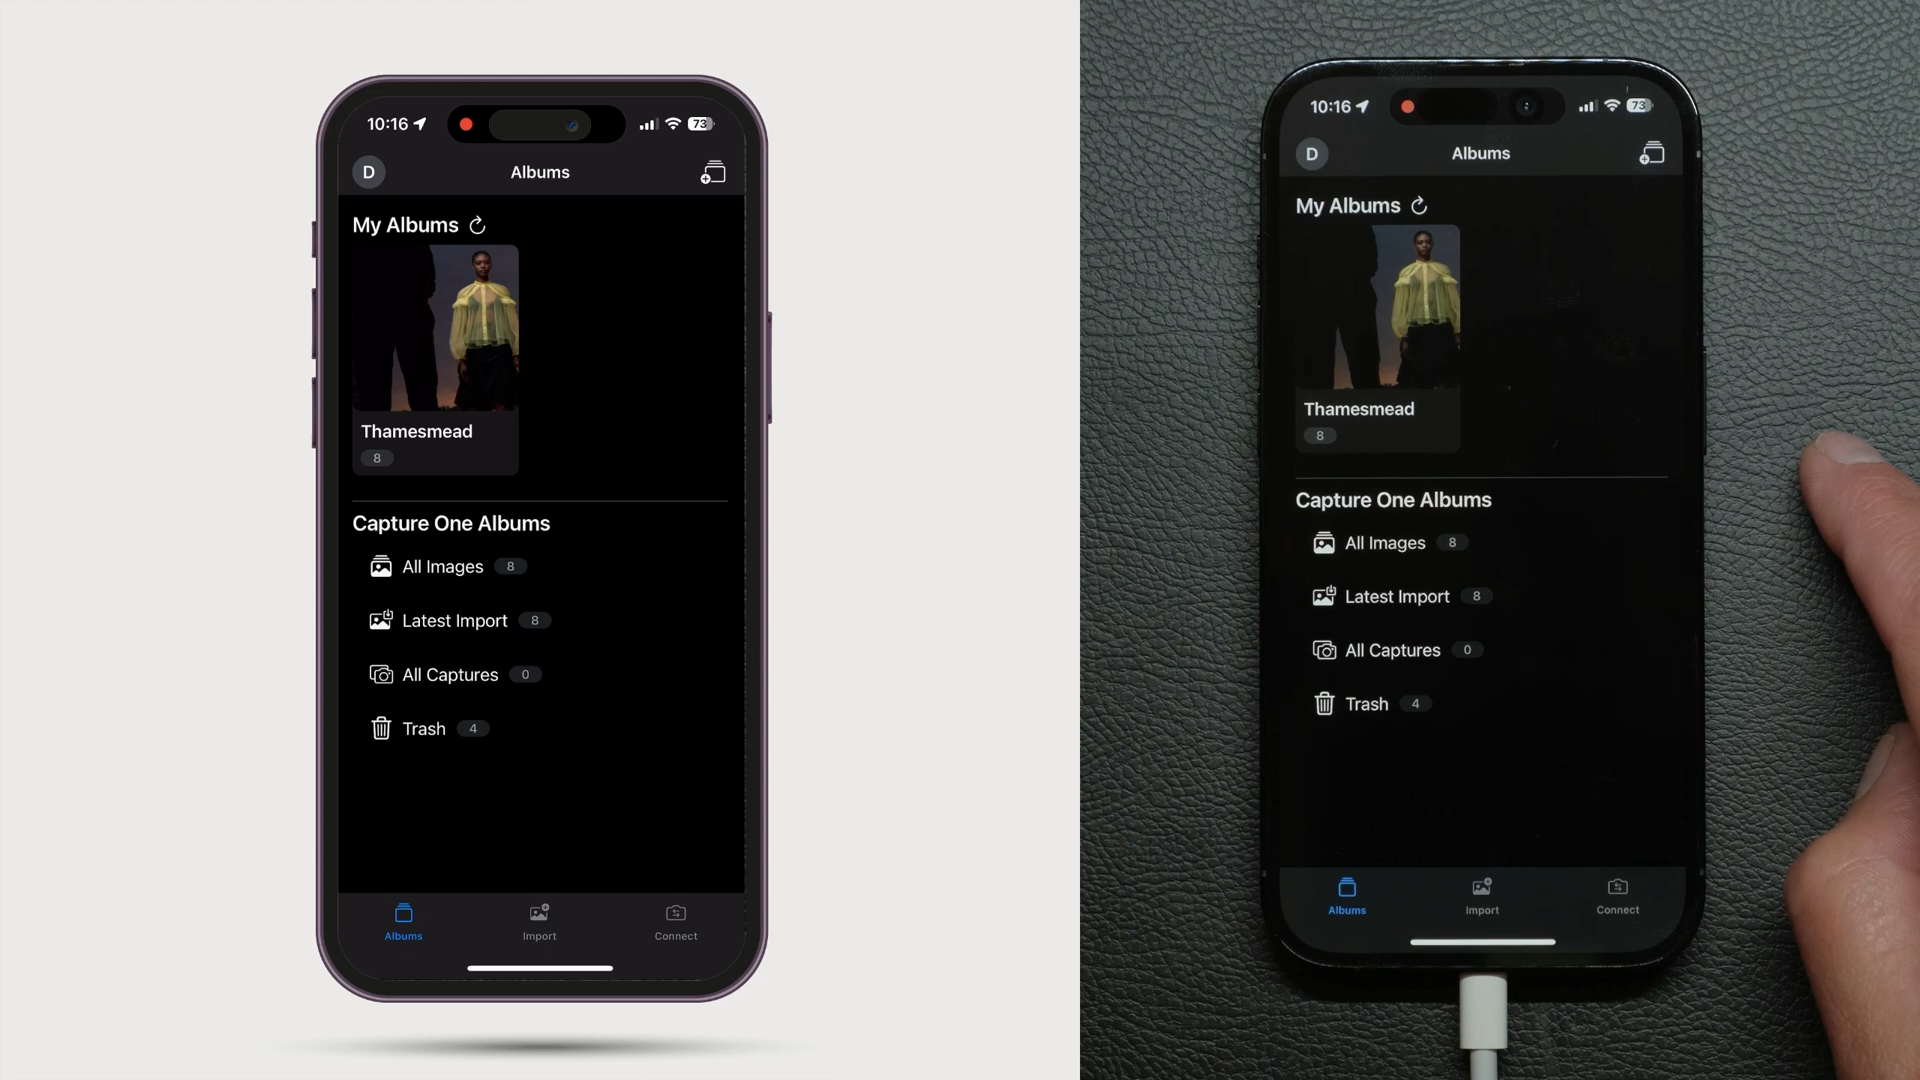 10:16
73
D
Albums
My Albums
Thamesmead
8
Capture One Albums
All Images 8
Latest Import 8
All Captures 0
Trash 4
Albums Import Connect
10:16
73
D
Albums
My Albums
Thamesmead
8
Capture One Albums
All Images 8
Latest Import 8
All Captures 0
Trash 4
Albums Import Connect